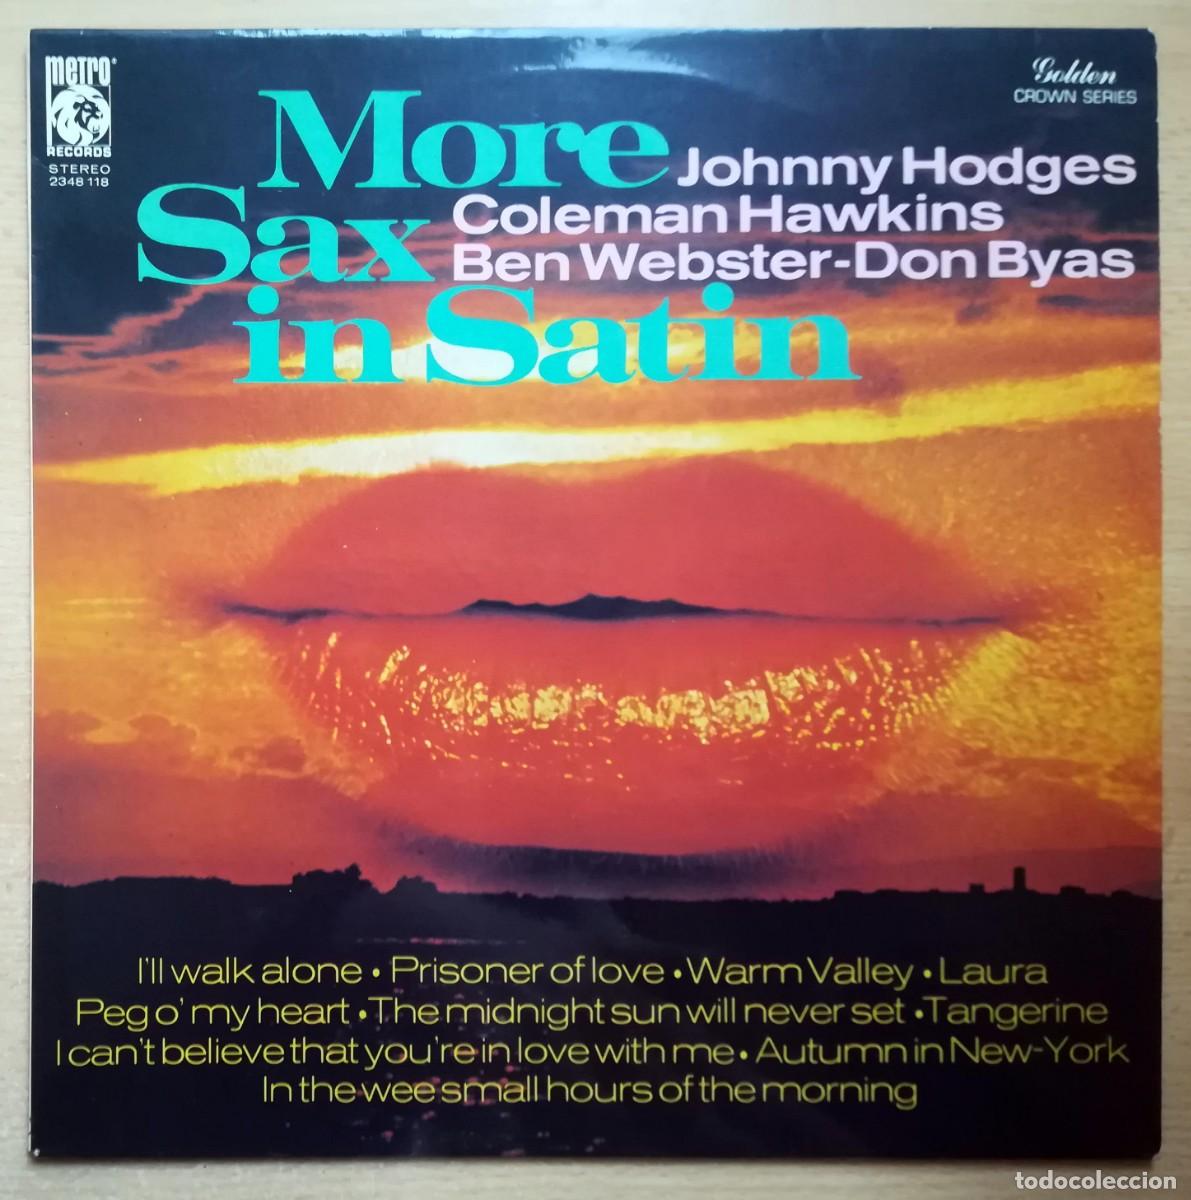 metro
RECORDS
STEREO
2348 118
Golden
CROWN SERIES
More
Sax
in Satin
Johnny Hodges
Coleman Hawkins
Ben Webster-Don Byas
I'll walk alone • Prisoner of love • Warm Valley • Laura
Peg o' my heart • The midnight sun will never set • Tangerine
I can't believe that you're in love with me • Autumn in New-York
In the wee small hours of the morning
todocoleccion